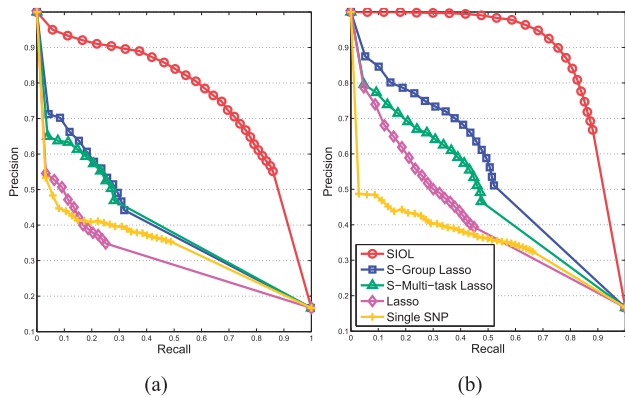 1
0.9
0.8
0.7
0.6
0.5
0.4
0.3
0.2
0.1
Precision
0 0.1 0.2 0.3 0.4 0.5 0.6 0.7 0.8 0.9 1
Recall
(a)
1
0.9
0.8
0.7
0.6
0.5
0.4
0.3
0.2
0.1
Precision
SIOL
S-Group Lasso
S-Multi-task Lasso
Lasso
Single SNP
0 0.1 0.2 0.3 0.4 0.5 0.6 0.7 0.8 0.9 1
Recall
(b)